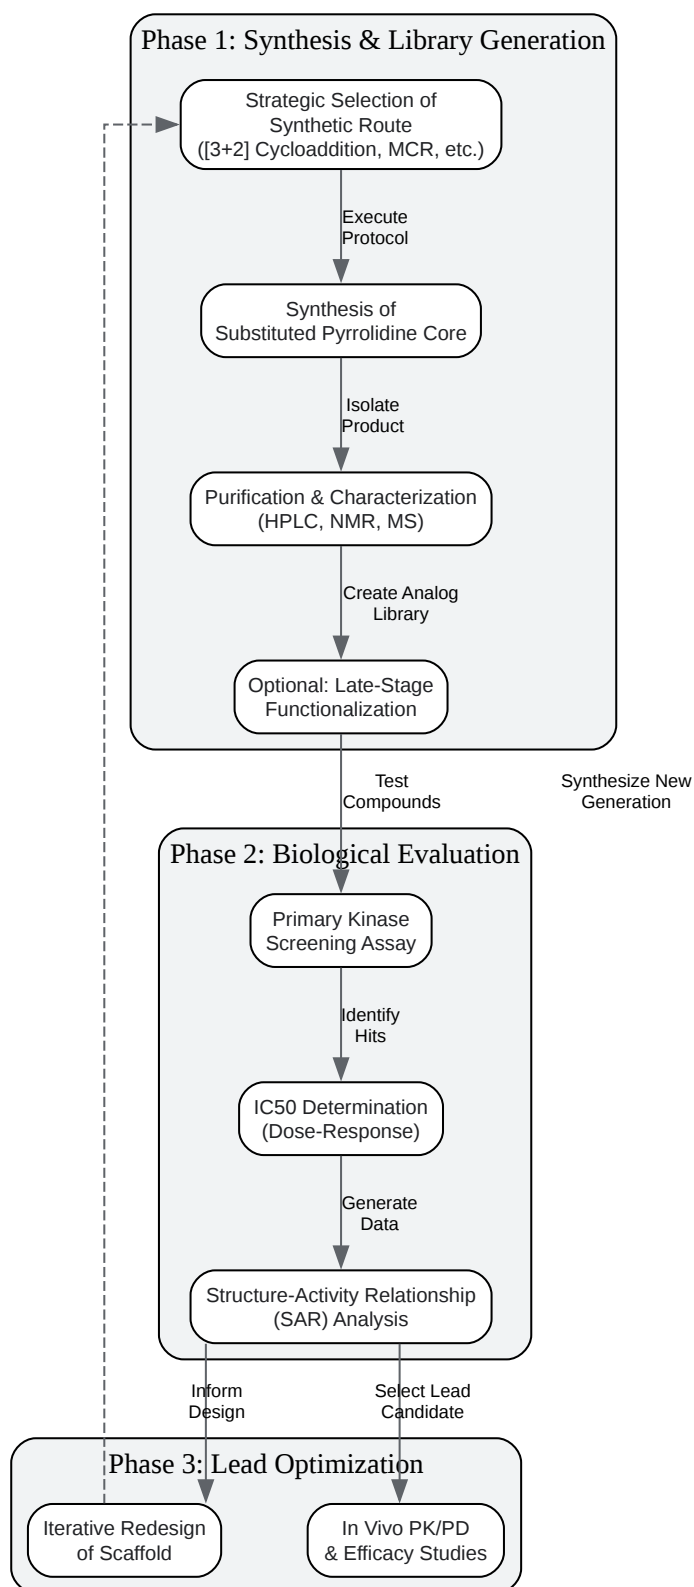 Phase 1: Synthesis & Library Generation
Strategic Selection of
Synthetic Route
([3+2] Cycloaddition, MCR, etc.)
Execute
Protocol
Synthesis of
Substituted Pyrrolidine Core
Isolate
Product
Purification & Characterization
(HPLC, NMR, MS)
Create Analog
Library
Optional: Late-Stage
Functionalization
Test
Compounds
Synthesize New
Generation
Phase 2: Biological Evaluation
Primary Kinase
Screening Assay
Identify
Hits
IC50 Determination
(Dose-Response)
Generate
Data
Structure-Activity Relationship
(SAR) Analysis
Inform
Design
Select Lead
Candidate
Phase 3: Lead Optimization
Iterative Redesign
of Scaffold
In Vivo PK/PD
& Efficacy Studies